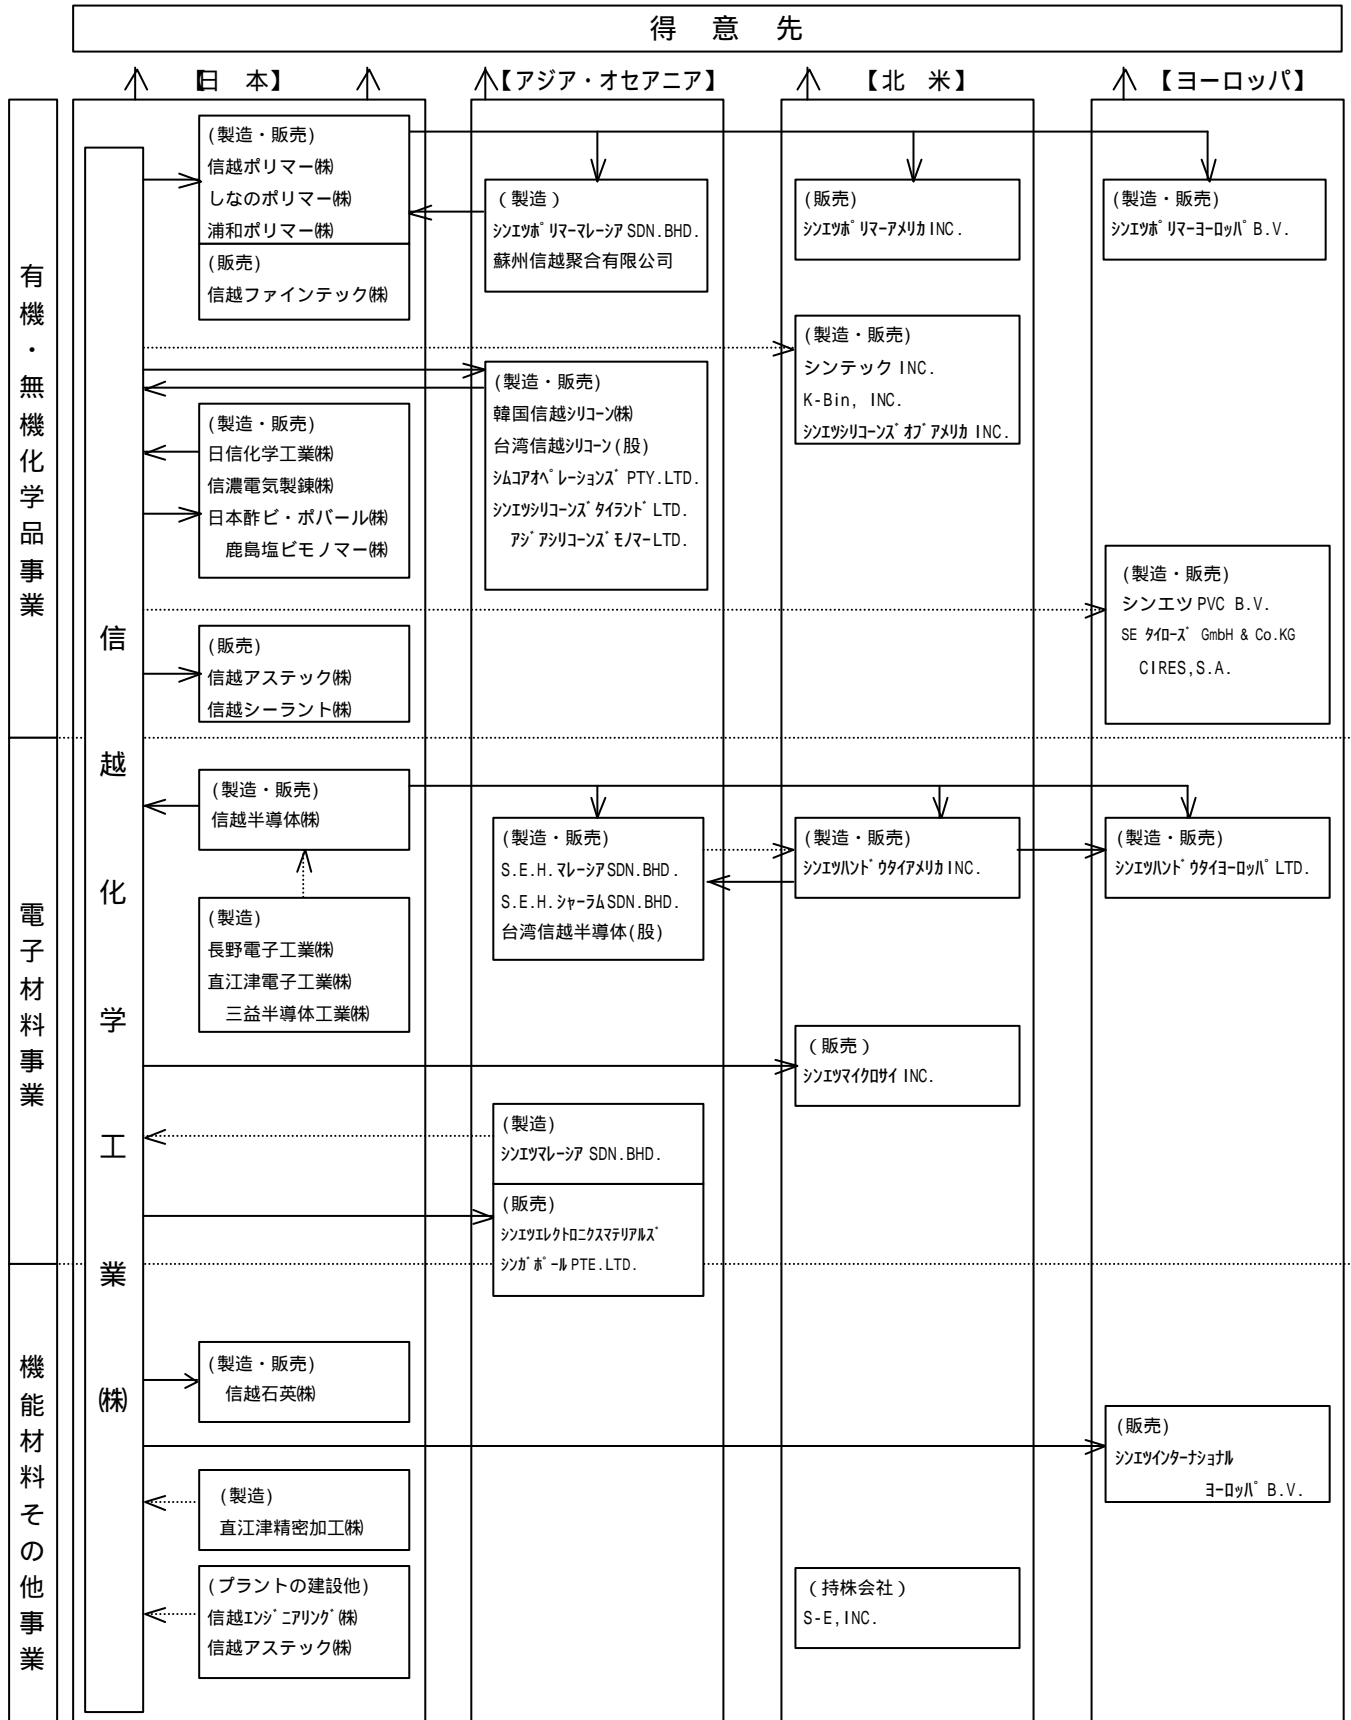 得 意 先
【日 本】
【アジア・オセアニア】
【北 米】
【ヨーロッパ】
有機・無機化学品事業
電子材料事業
機能材料その他事業
信越化学工業㈱
(製造・販売)
信越ポリマー㈱
しなのポリマー㈱
浦和ポリマー㈱
(販売)
信越ファインテック㈱
(製造)
ｼﾝｴﾂﾎﾟﾘﾏｰﾏﾚｰｼｱ SDN.BHD.
蘇州信越聚合有限公司
(販売)
ｼﾝｴﾂﾎﾟﾘﾏｰｱﾒﾘｶ INC.
(製造・販売)
ｼﾝｴﾂﾎﾟﾘﾏｰﾖｰﾛｯﾊﾟ B.V.
(製造・販売)
シンテック INC.
K-Bin, INC.
ｼﾝｴﾂｼﾘｺｰﾝｽﾞｵﾌﾞｱﾒﾘｶ INC.
(製造・販売)
韓国信越ｼﾘｺｰﾝ㈱
台湾信越ｼﾘｺｰﾝ(股)
ｼﾑｺｱｵﾍﾟﾚｰｼｮﾝｽﾞ PTY.LTD.
ｼﾝｴﾂｼﾘｺｰﾝｽﾞﾀｲﾗﾝﾄﾞ LTD.
ｱｼﾞｱｼﾘｺｰﾝｽﾞﾓﾉﾏｰ LTD.
(製造・販売)
日信化学工業㈱
信濃電気製錬㈱
日本酢ビ・ポバール㈱
鹿島塩ビモノマー㈱
(製造・販売)
シンエツ PVC B.V.
SE ﾀｲﾛｰｽﾞ GmbH & Co.KG
CIRES,S.A.
(販売)
信越アステック㈱
信越シーラント㈱
(製造・販売)
信越半導体㈱
(製造・販売)
S.E.H.ﾏﾚｰｼｱ SDN.BHD.
S.E.H.ｼｬｰﾗﾑ SDN.BHD.
台湾信越半導体(股)
(製造・販売)
ｼﾝｴﾂﾊﾝﾄﾞｳﾀｲｱﾒﾘｶ INC.
(製造・販売)
ｼﾝｴﾂﾊﾝﾄﾞｳﾀｲﾖｰﾛｯﾊﾟ LTD.
(製造)
長野電子工業㈱
直江津電子工業㈱
三益半導体工業㈱
(販売)
ｼﾝｴﾂﾏｲｸﾛｻｲ INC.
(製造)
ｼﾝｴﾂﾏﾚｰｼｱ SDN.BHD.
(販売)
ｼﾝｴﾂｴﾚｸﾄﾛﾆｸｽﾏﾃﾘｱﾙｽﾞ
ｼﾝｶﾞﾎﾟｰﾙ PTE.LTD.
(製造・販売)
信越石英㈱
(販売)
ｼﾝｴﾂｲﾝﾀｰﾅｼｮﾅﾙ
ﾖｰﾛｯﾊﾟ B.V.
(製造)
直江津精密加工㈱
(プラントの建設他)
信越ｴﾝｼﾞﾆｱﾘﾝｸﾞ㈱
信越アステック㈱
(持株会社)
S-E,INC.